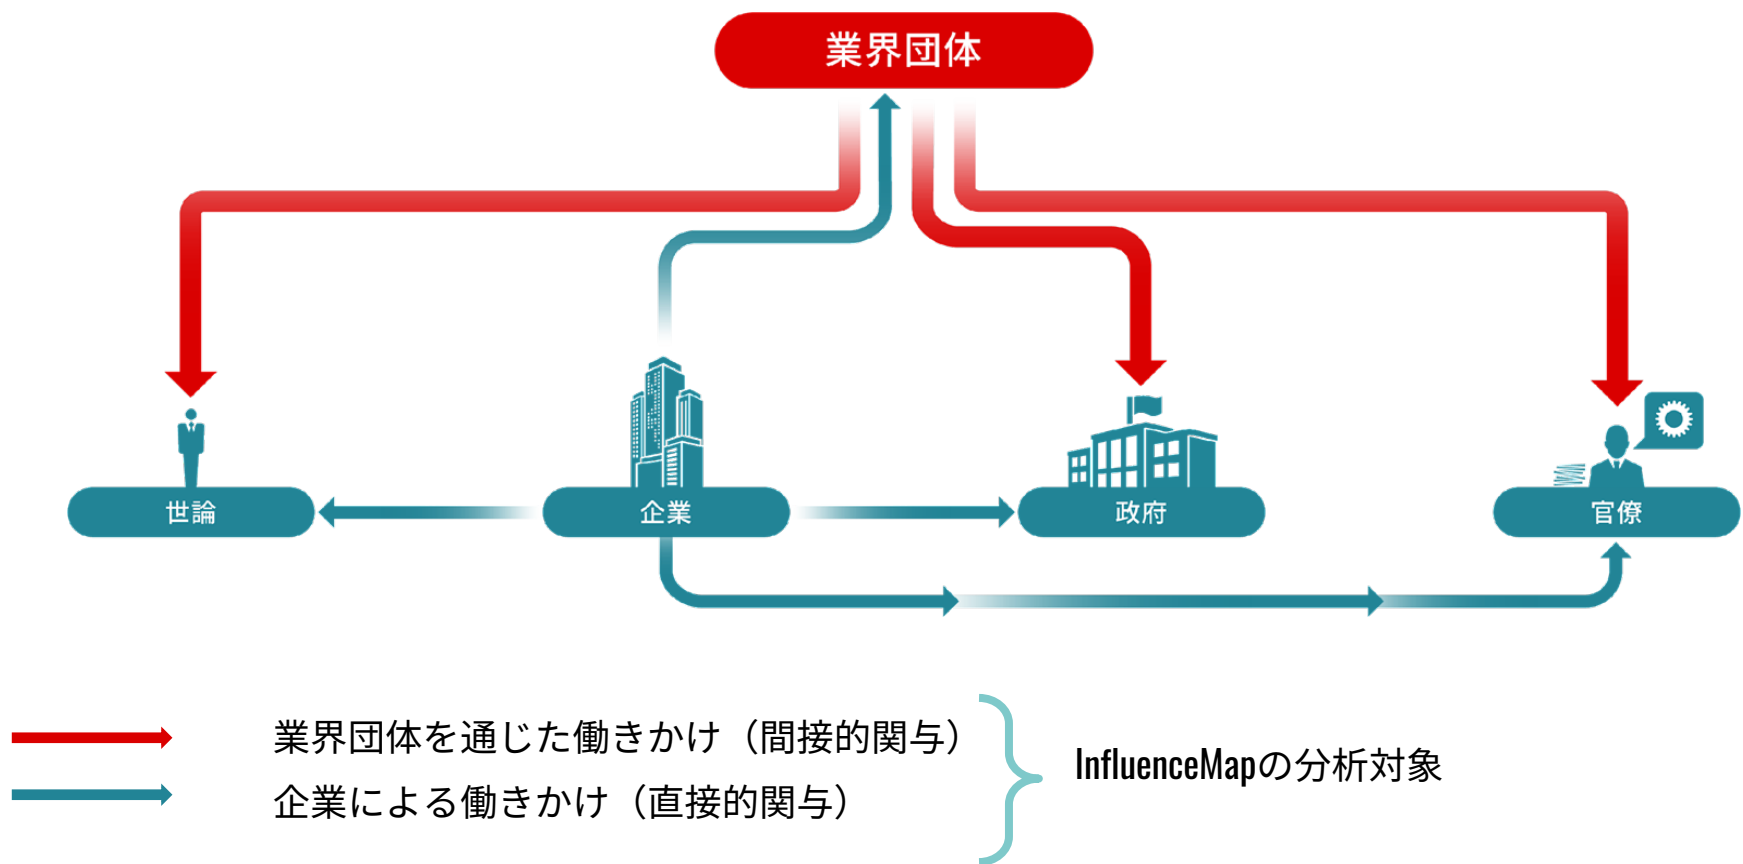 業界団体
世論
企業
政府
官僚
業界団体を通じた働きかけ（間接的関与）
企業による働きかけ（直接的関与）
InfluenceMapの分析対象